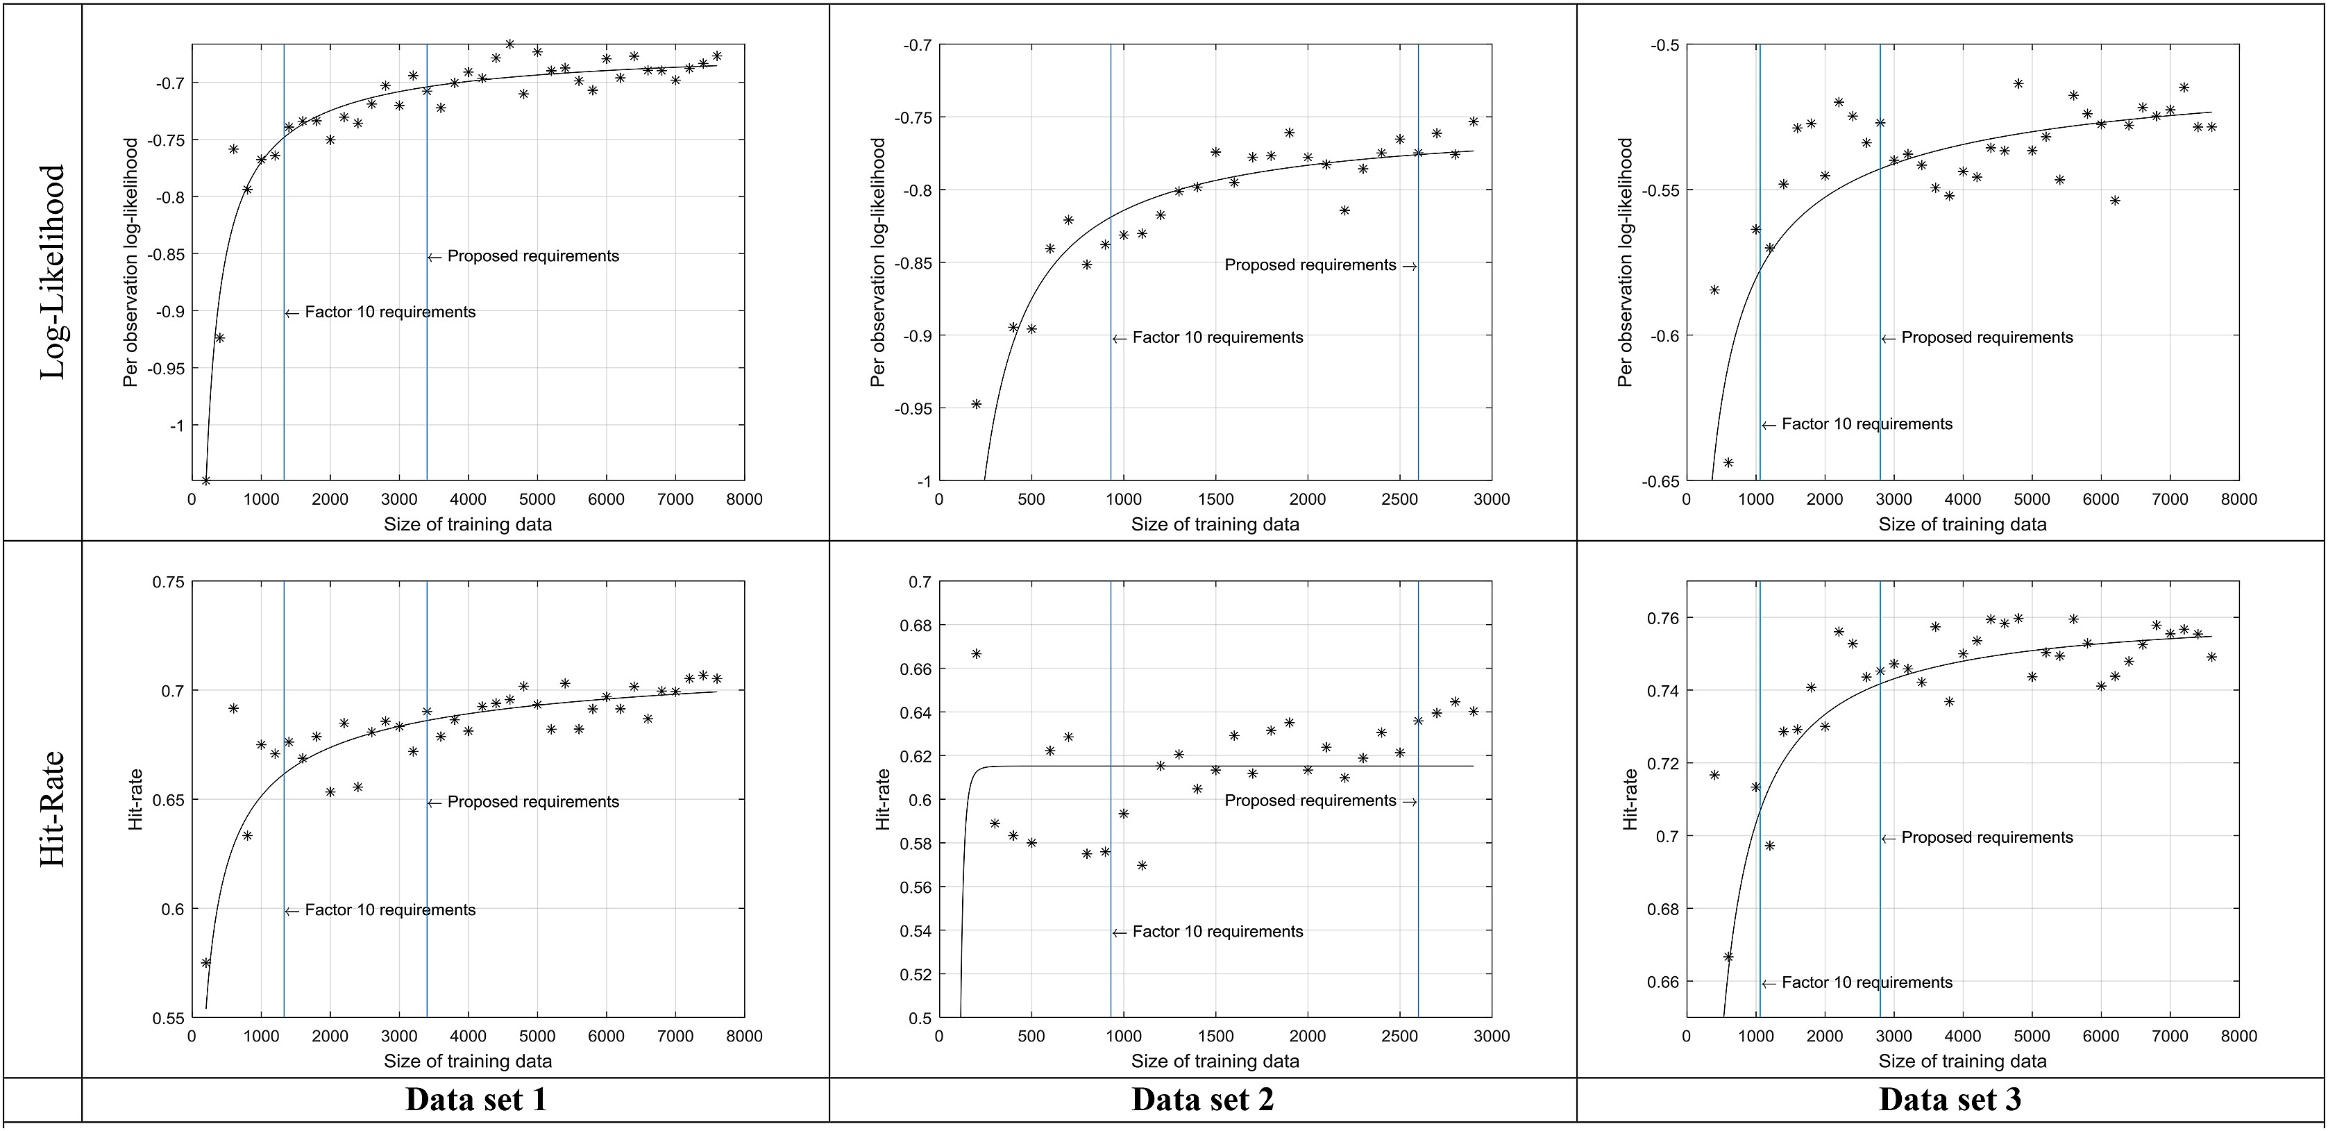 Log-Likelihood
Per observation log-likelihood
-0.7
-0.75
-0.8
-0.85
-0.9
-0.95
-1
← Proposed requirements
← Factor 10 requirements
0 1000 2000 3000 4000 5000 6000 7000 8000
Size of training data
Per observation log-likelihood
-0.7
-0.75
-0.8
-0.85
-0.9
-0.95
-1
Proposed requirements →
← Factor 10 requirements
0 500 1000 1500 2000 2500 3000
Size of training data
Per observation log-likelihood
-0.5
-0.55
-0.6
-0.65
← Proposed requirements
← Factor 10 requirements
0 1000 2000 3000 4000 5000 6000 7000 8000
Size of training data
Hit-Rate
Hit-rate
0.75
0.7
0.65
0.6
0.55
← Proposed requirements
← Factor 10 requirements
0 1000 2000 3000 4000 5000 6000 7000 8000
Size of training data
Hit-rate
0.7
0.68
0.66
0.64
0.62
0.6
0.58
0.56
0.54
0.52
0.5
Proposed requirements →
← Factor 10 requirements
0 500 1000 1500 2000 2500 3000
Size of training data
Hit-rate
0.76
0.74
0.72
0.7
0.68
0.66
← Proposed requirements
← Factor 10 requirements
0 1000 2000 3000 4000 5000 6000 7000 8000
Size of training data
Data set 1
Data set 2
Data set 3